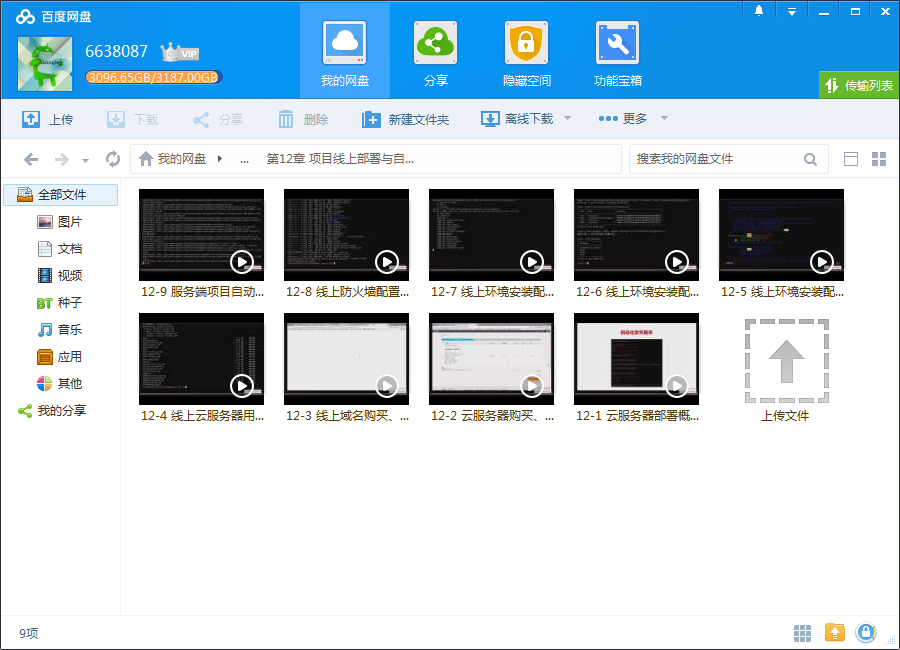 百度网盘
6638087
VIP
3096.65GB/3187.00GB
我的网盘
分享
隐藏空间
功能宝箱
传输列表
上传
下载
分享
删除
新建文件夹
离线下载
更多
我的网盘
...
第12章 项目线上部署与自...
搜索我的网盘文件
全部文件
图片
文档
视频
BT 种子
音乐
应用
其他
我的分享
12-9 服务端项目自动...
12-8 线上防火墙配置...
12-7 线上环境安装配...
12-6 线上环境安装配...
12-5 线上环境安装配...
12-4 线上云服务器用...
12-3 线上域名购买、...
12-2 云服务器购买、...
12-1 云服务器部署概...
上传文件
9项